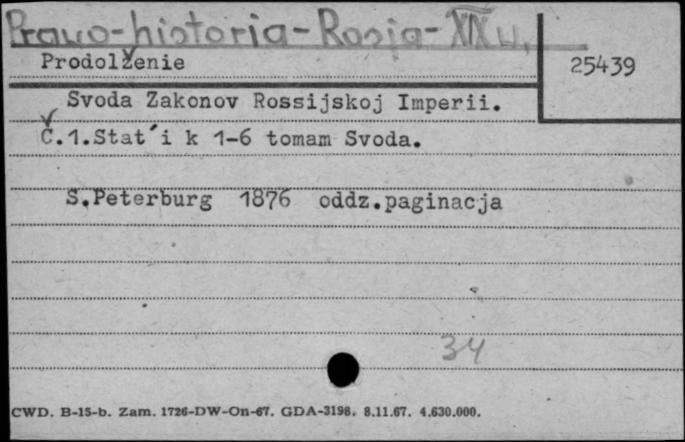 Prawo-historia-Rosja-XIX w.
Prodolženie
25439
Svoda Zakonov Rossijskoj Imperii.
Č.1.Stat´i k 1-6 tomam Svoda.
S.Peterburg 1876 oddz.paginacja
34
CWD. B-15-b. Zam. 1726-DW-On-67. GDA-3198. 8.11.67. 4.630.000.